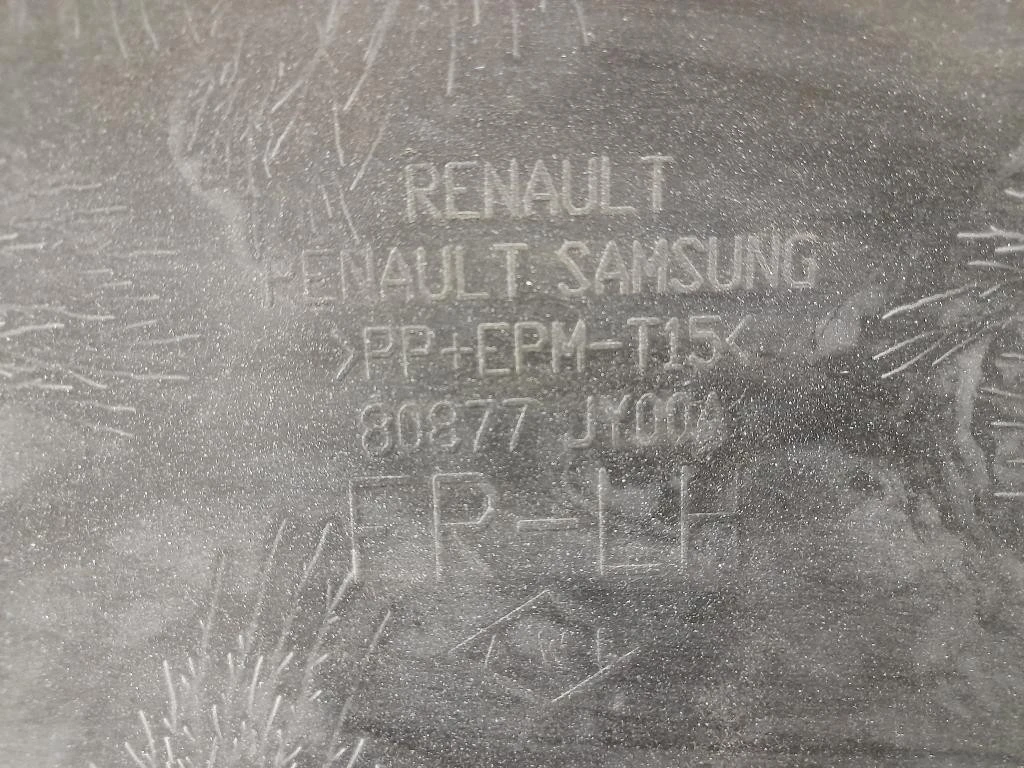 RENAULT
RENAULT SAMSUNG
>PP+EPM-T15<
80877 JY00A
FR-LH